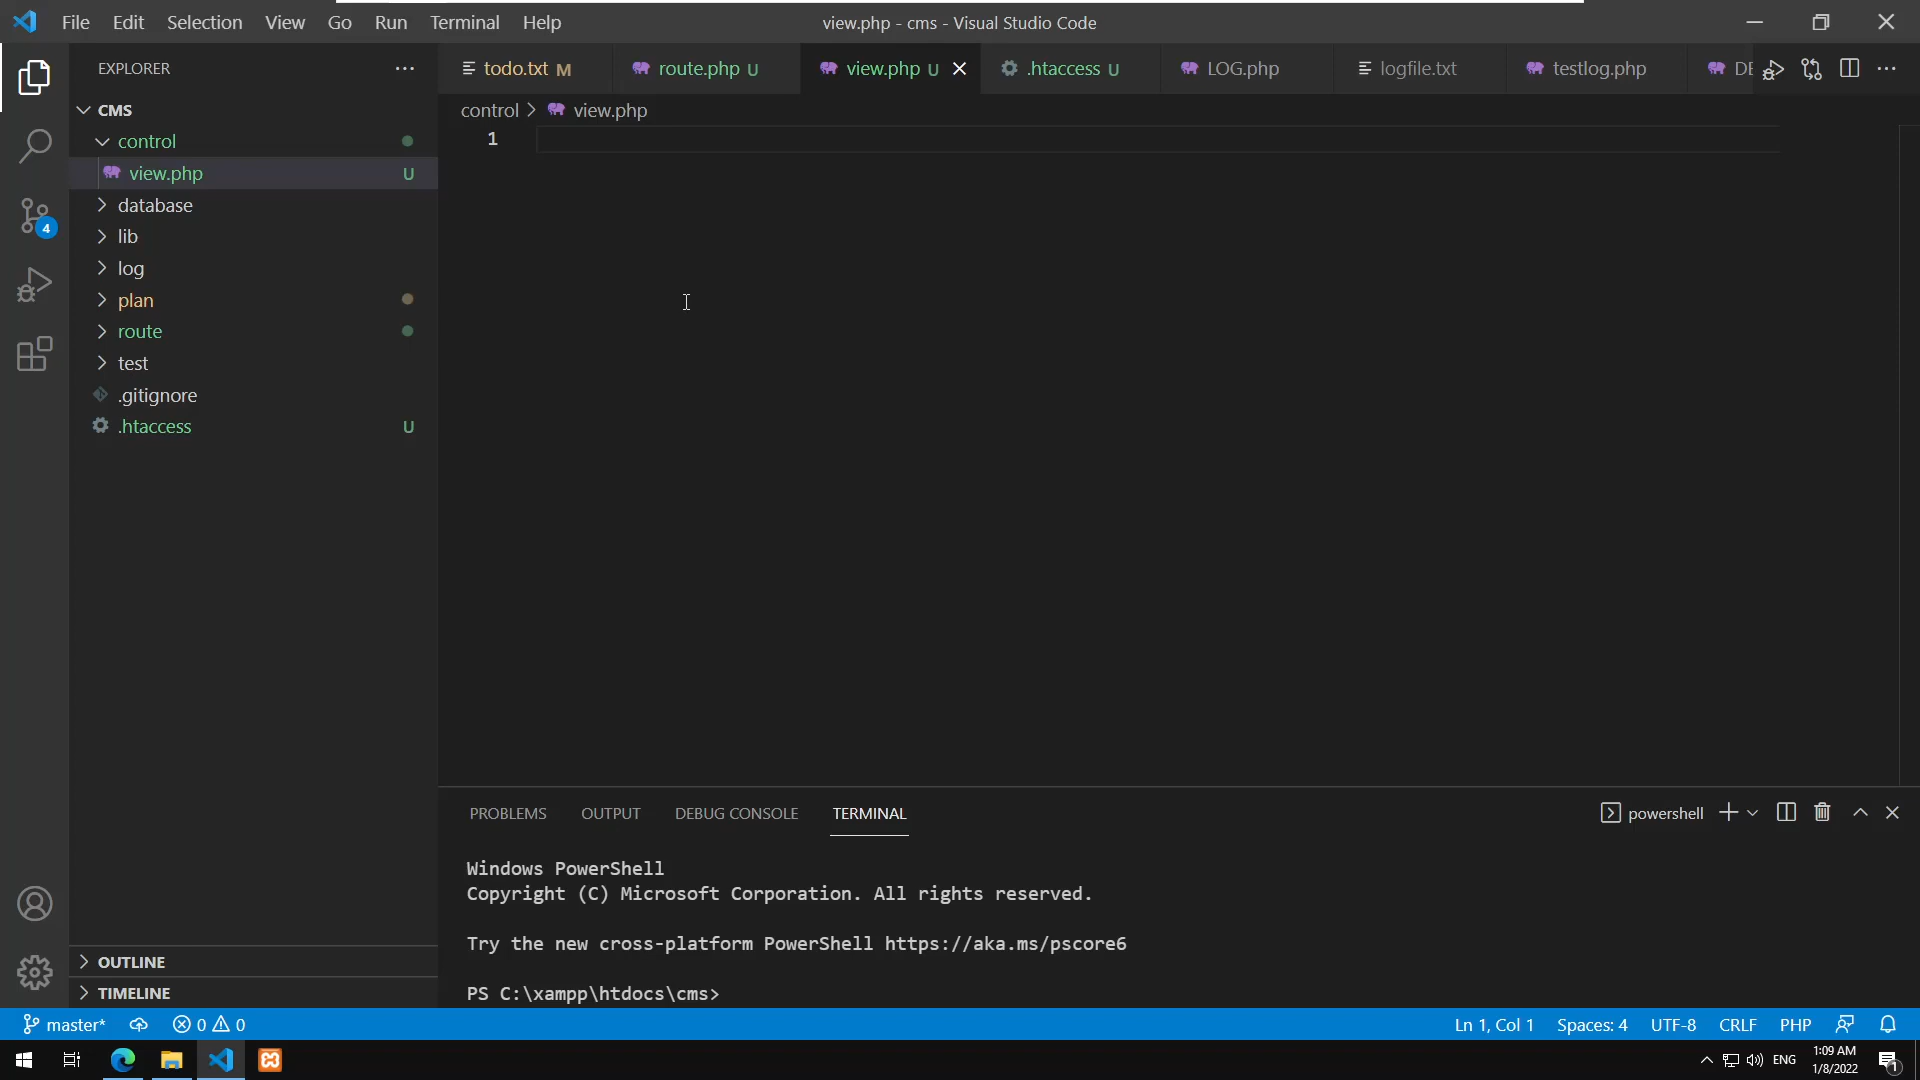 File Edit Selection View Go Run Terminal Help
view.php - cms - Visual Studio Code
EXPLORER
todo.txt M
route.php U
view.php U
.htaccess U
LOG.php
logfile.txt
testlog.php
DE
control > view.php
CMS
control
view.php U
database
lib
log
plan
route
test
.gitignore
.htaccess U
1
4
OUTLINE
TIMELINE
PROBLEMS OUTPUT DEBUG CONSOLE TERMINAL
powershell
Windows PowerShell
Copyright (C) Microsoft Corporation. All rights reserved.
Try the new cross-platform PowerShell https://aka.ms/pscore6
PS C:\xampp\htdocs\cms>
master* 0 0
Ln 1, Col 1 Spaces: 4 UTF-8 CRLF PHP
ENG
1:09 AM
1/8/2022
1